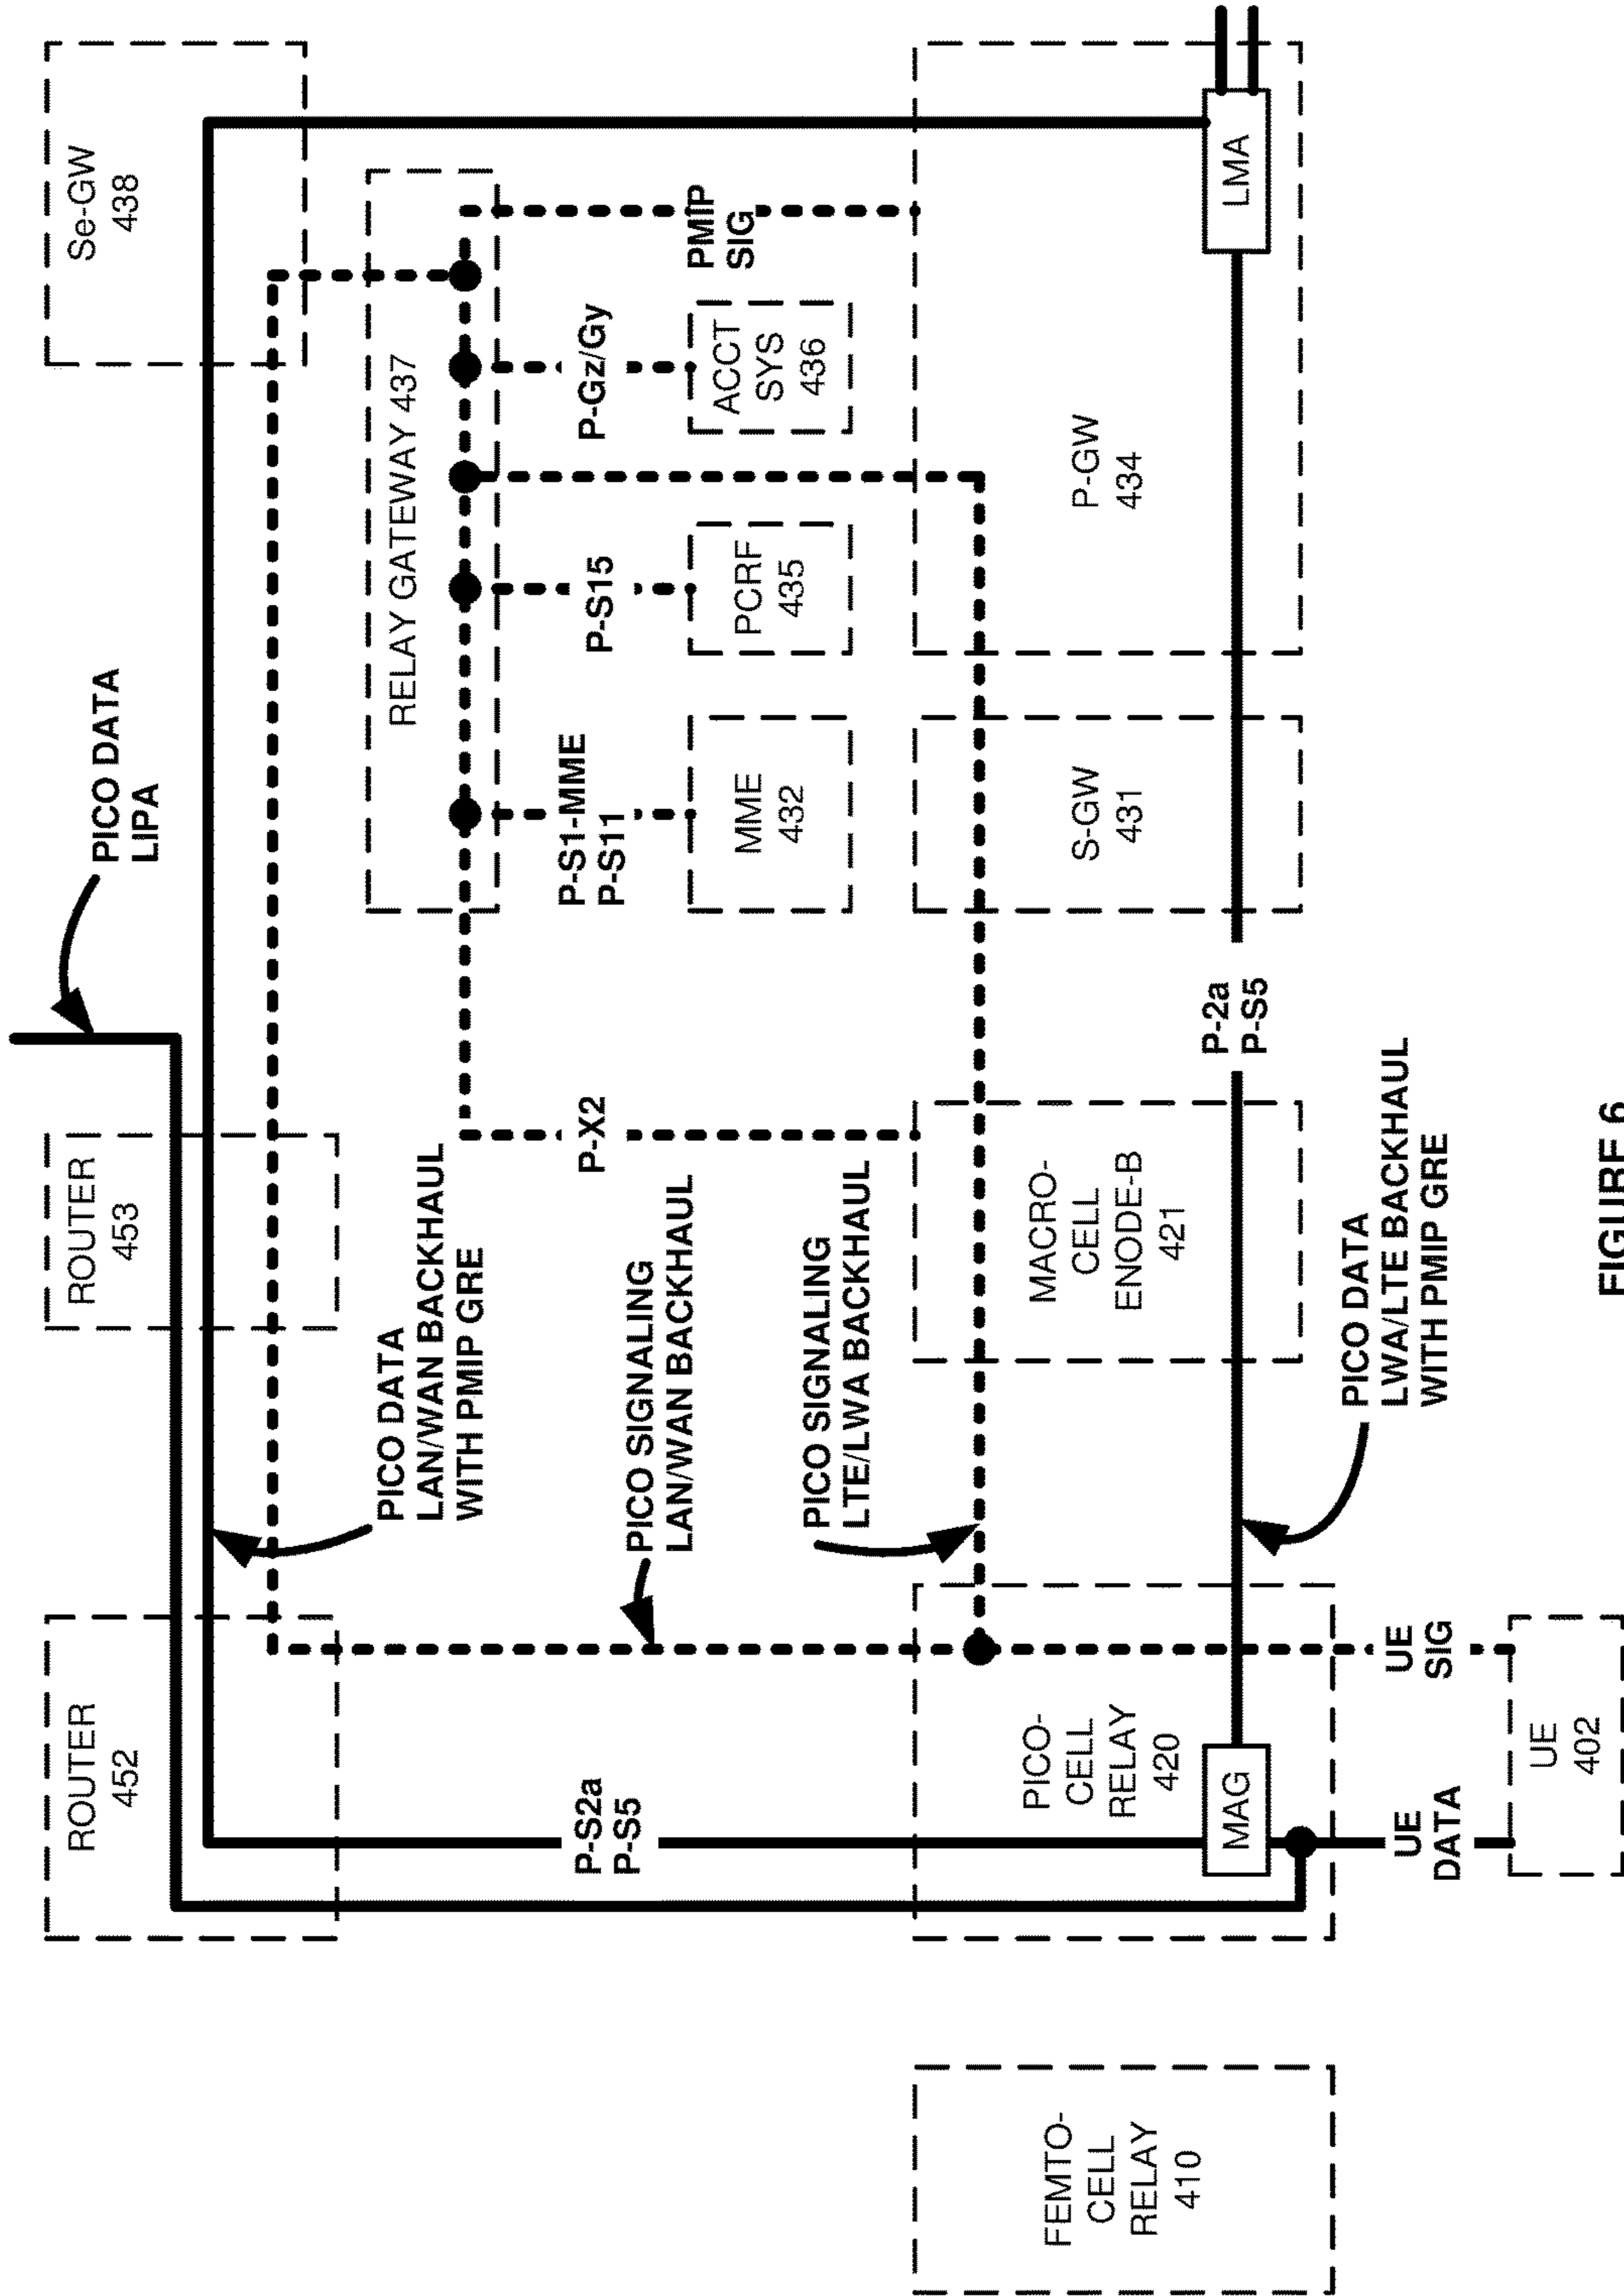 PICO DATA
LIPA
ROUTER
452
ROUTER
453
Se-GW
438
RELAY GATEWAY 437
PICO DATA
LAN/WAN BACKHAUL
WITH PMIP GRE
P-S2a
P-S5
PICO SIGNALING
LAN/WAN BACKHAUL
P-X2
P-S1-MME
P-S11
P-S15
P-Gz/Gy
PMIP
SIG
PICO SIGNALING
LTE/LWA BACKHAUL
MME
432
PCRF
435
ACCT
SYS
436
FEMTO-
CELL
RELAY
410
PICO-
CELL
RELAY
420
MACRO-
CELL
ENODE-B
421
S-GW
431
P-GW
434
MAG
P-2a
P-S5
LMA
PICO DATA
LWA/LTE BACKHAUL
WITH PMIP GRE
UE
DATA
UE
SIG
UE
402
FIGURE 6